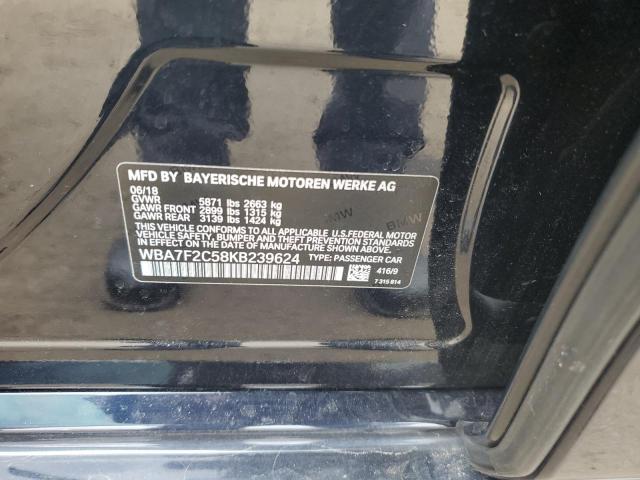 MFD BY BAYERISCHE MOTOREN WERKE AG
06/18
GVWR 5871 lbs 2663 kg
GAWR FRONT 2899 lbs 1315 kg
GAWR REAR 3139 lbs 1424 kg
THIS VEHICLE CONFORMS TO ALL APPLICABLE U.S.FEDERAL MOTOR
VEHICLE SAFETY, BUMPER, AND THEFT PREVENTION STANDARDS
IN EFFECT ON THE DATE OF MANUFACTURE SHOWN ABOVE.
WBA7F2C58KB239624 TYPE: PASSENGER CAR
416/9
7 315 814
BMW
BMW